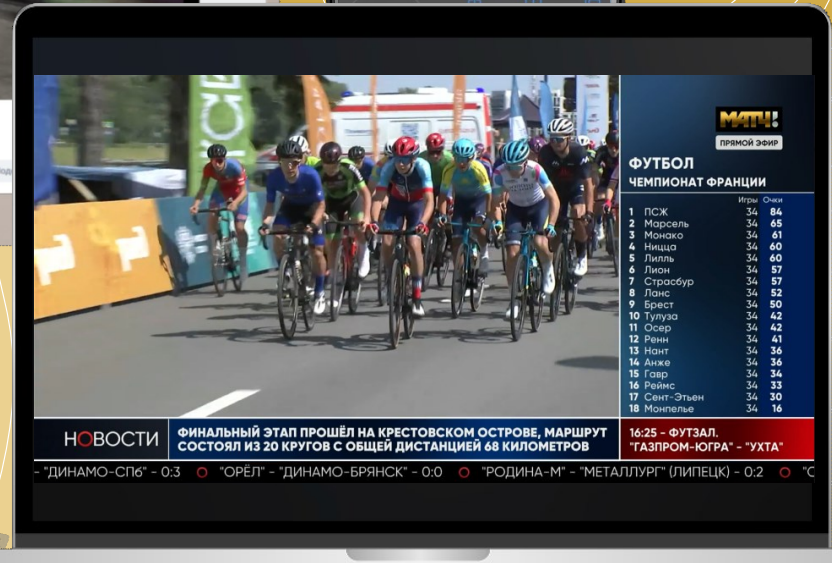 МАТЧ!
ПРЯМОЙ ЭФИР
ФУТБОЛ
ЧЕМПИОНАТ ФРАНЦИИ
Игры Очки
1 ПСЖ 34 84
2 Марсель 34 65
3 Монако 34 61
4 Ницца 34 60
5 Лилль 34 60
6 Лион 34 57
7 Страсбур 34 57
8 Ланс 34 52
9 Брест 34 50
10 Тулуза 34 42
11 Осер 34 42
12 Ренн 34 41
13 Нант 34 36
14 Анже 34 36
15 Гавр 34 34
16 Реймс 34 33
17 Сент-Этьен 34 30
18 Монпелье 34 16
НОВОСТИ
ФИНАЛЬНЫЙ ЭТАП ПРОШЁЛ НА КРЕСТОВСКОМ ОСТРОВЕ, МАРШРУТ
СОСТОЯЛ ИЗ 20 КРУГОВ С ОБЩЕЙ ДИСТАНЦИЕЙ 68 КИЛОМЕТРОВ
16:25 - ФУТЗАЛ.
"ГАЗПРОМ-ЮГРА" - "УХТА"
- "ДИНАМО-СПб" - 0:3 "ОРЁЛ" - "ДИНАМО-БРЯНСК" - 0:0 "РОДИНА-М" - "МЕТАЛЛУРГ" (ЛИПЕЦК) - 0:2